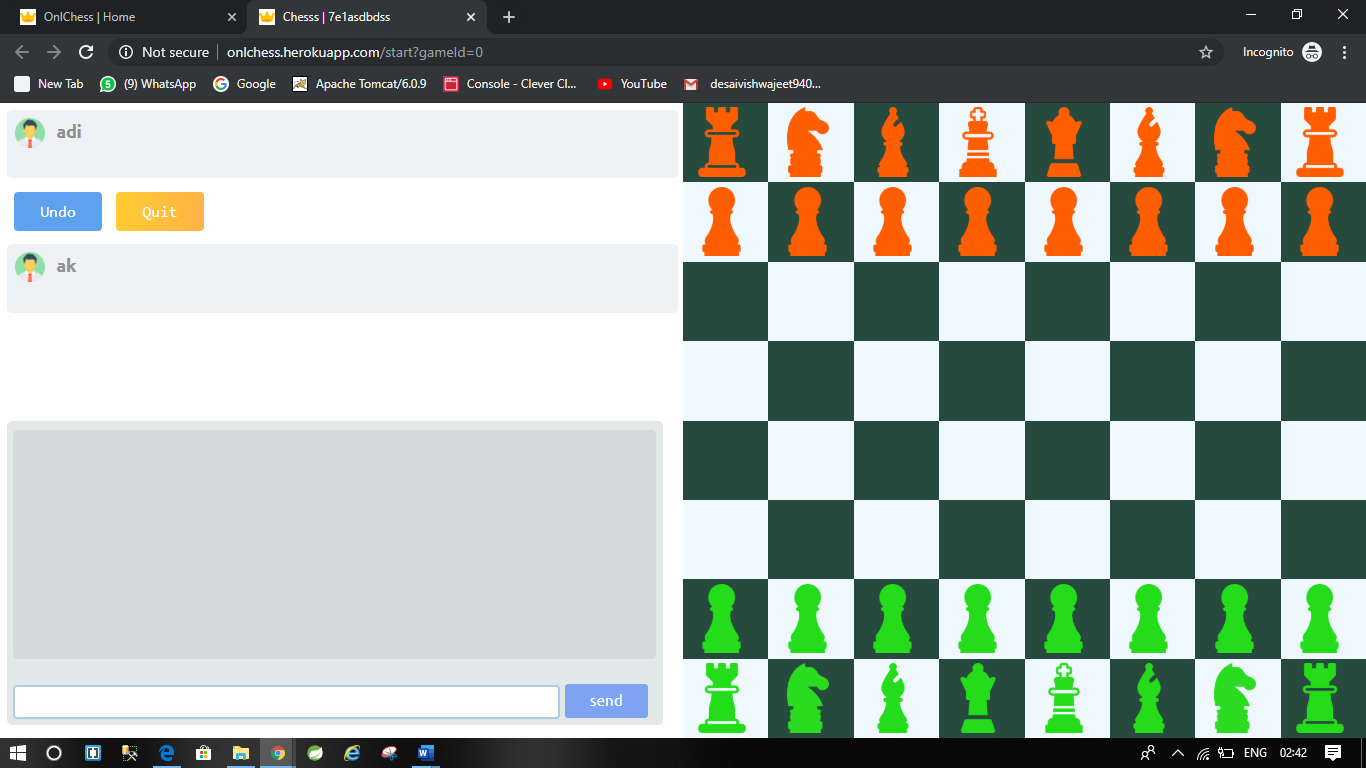 OnlChess | Home
Chesss | 7e1asdbdss
Not secure
onlchess.herokuapp.com/start?gameId=0
Incognito
New Tab
5
(9) WhatsApp
Google
Apache Tomcat/6.0.9
Console - Clever Cl...
YouTube
desaivishwajeet940...
adi
Undo
Quit
ak
send
ENG
02:42